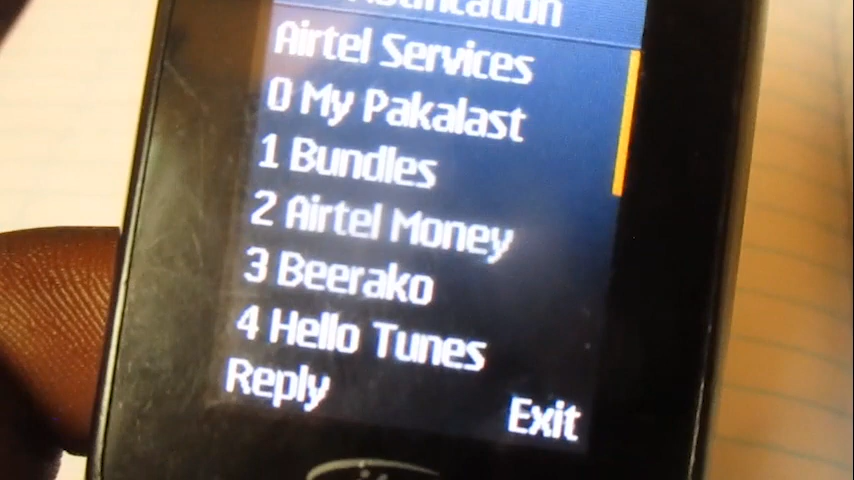 Airtel Services
0 My Pakalast
1 Bundles
2 Airtel Money
3 Beerako
4 Hello Tunes
Reply
Exit